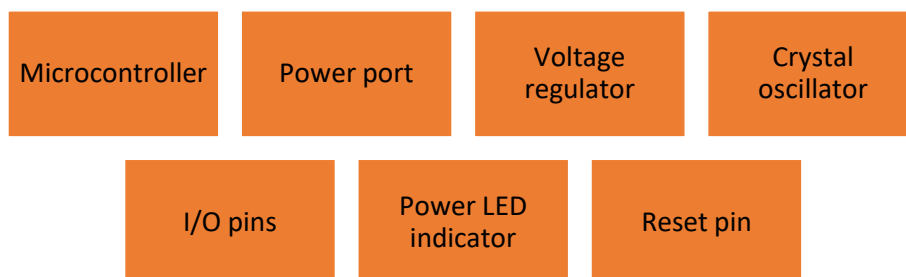 Microcontroller
Power port
Voltage
regulator
Crystal
oscillator
I/O pins
Power LED
indicator
Reset pin